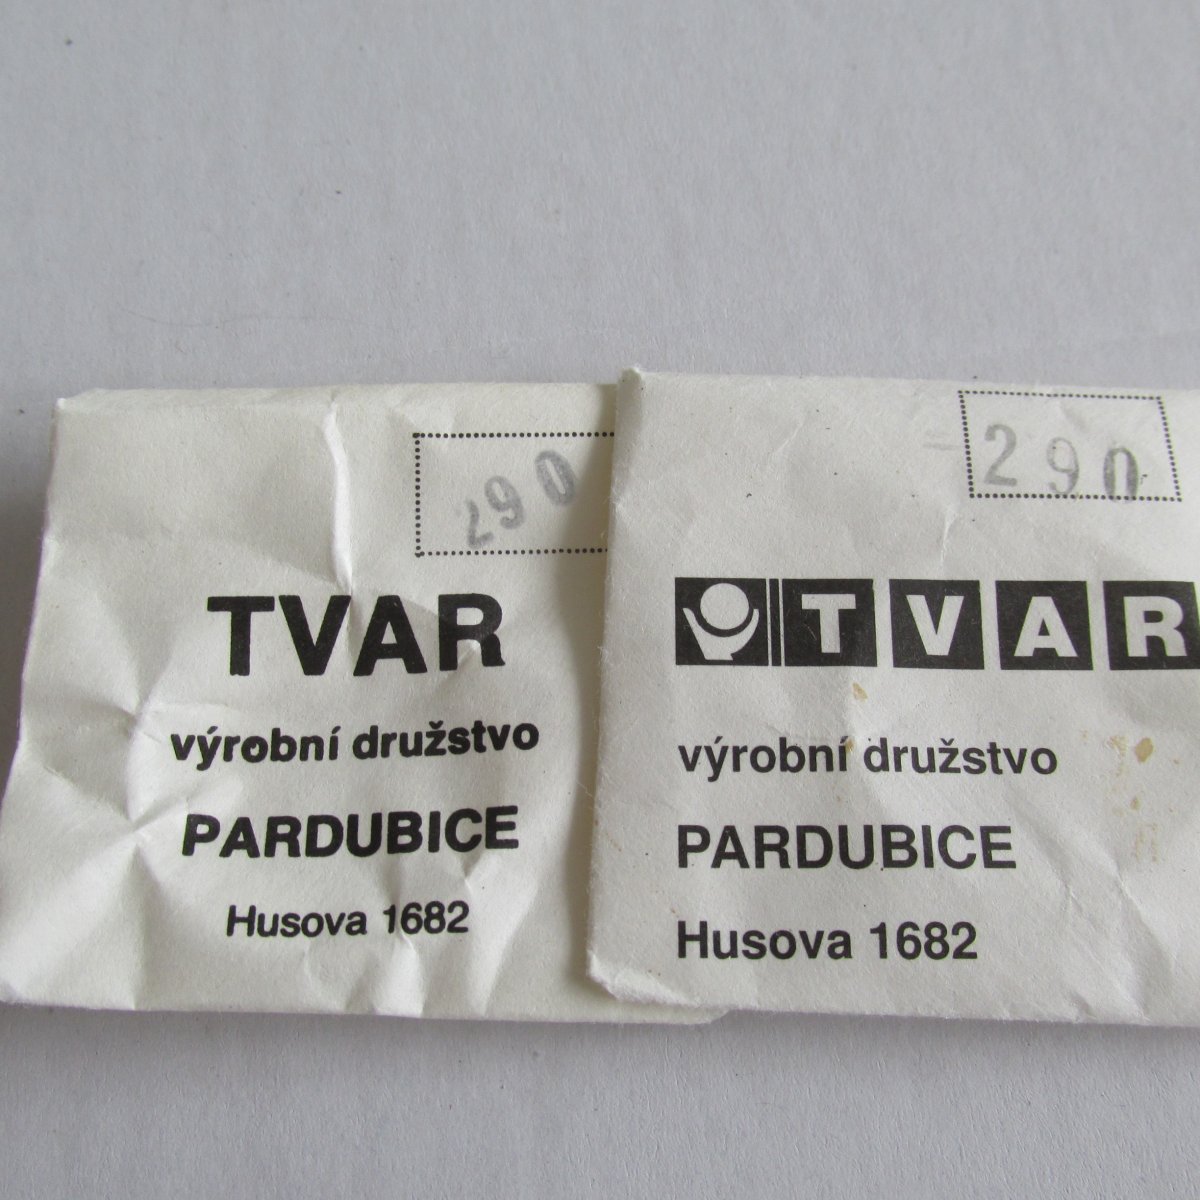 290
TVAR
výrobní družstvo
PARDUBICE
Husova 1682
290
TVAR
výrobní družstvo
PARDUBICE
Husova 1682